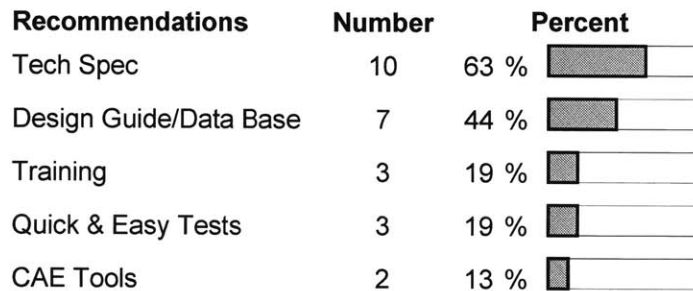 Recommendations Number Percent
Tech Spec 10 63 %
Design Guide/Data Base 7 44 %
Training 3 19 %
Quick & Easy Tests 3 19 %
CAE Tools 2 13 %